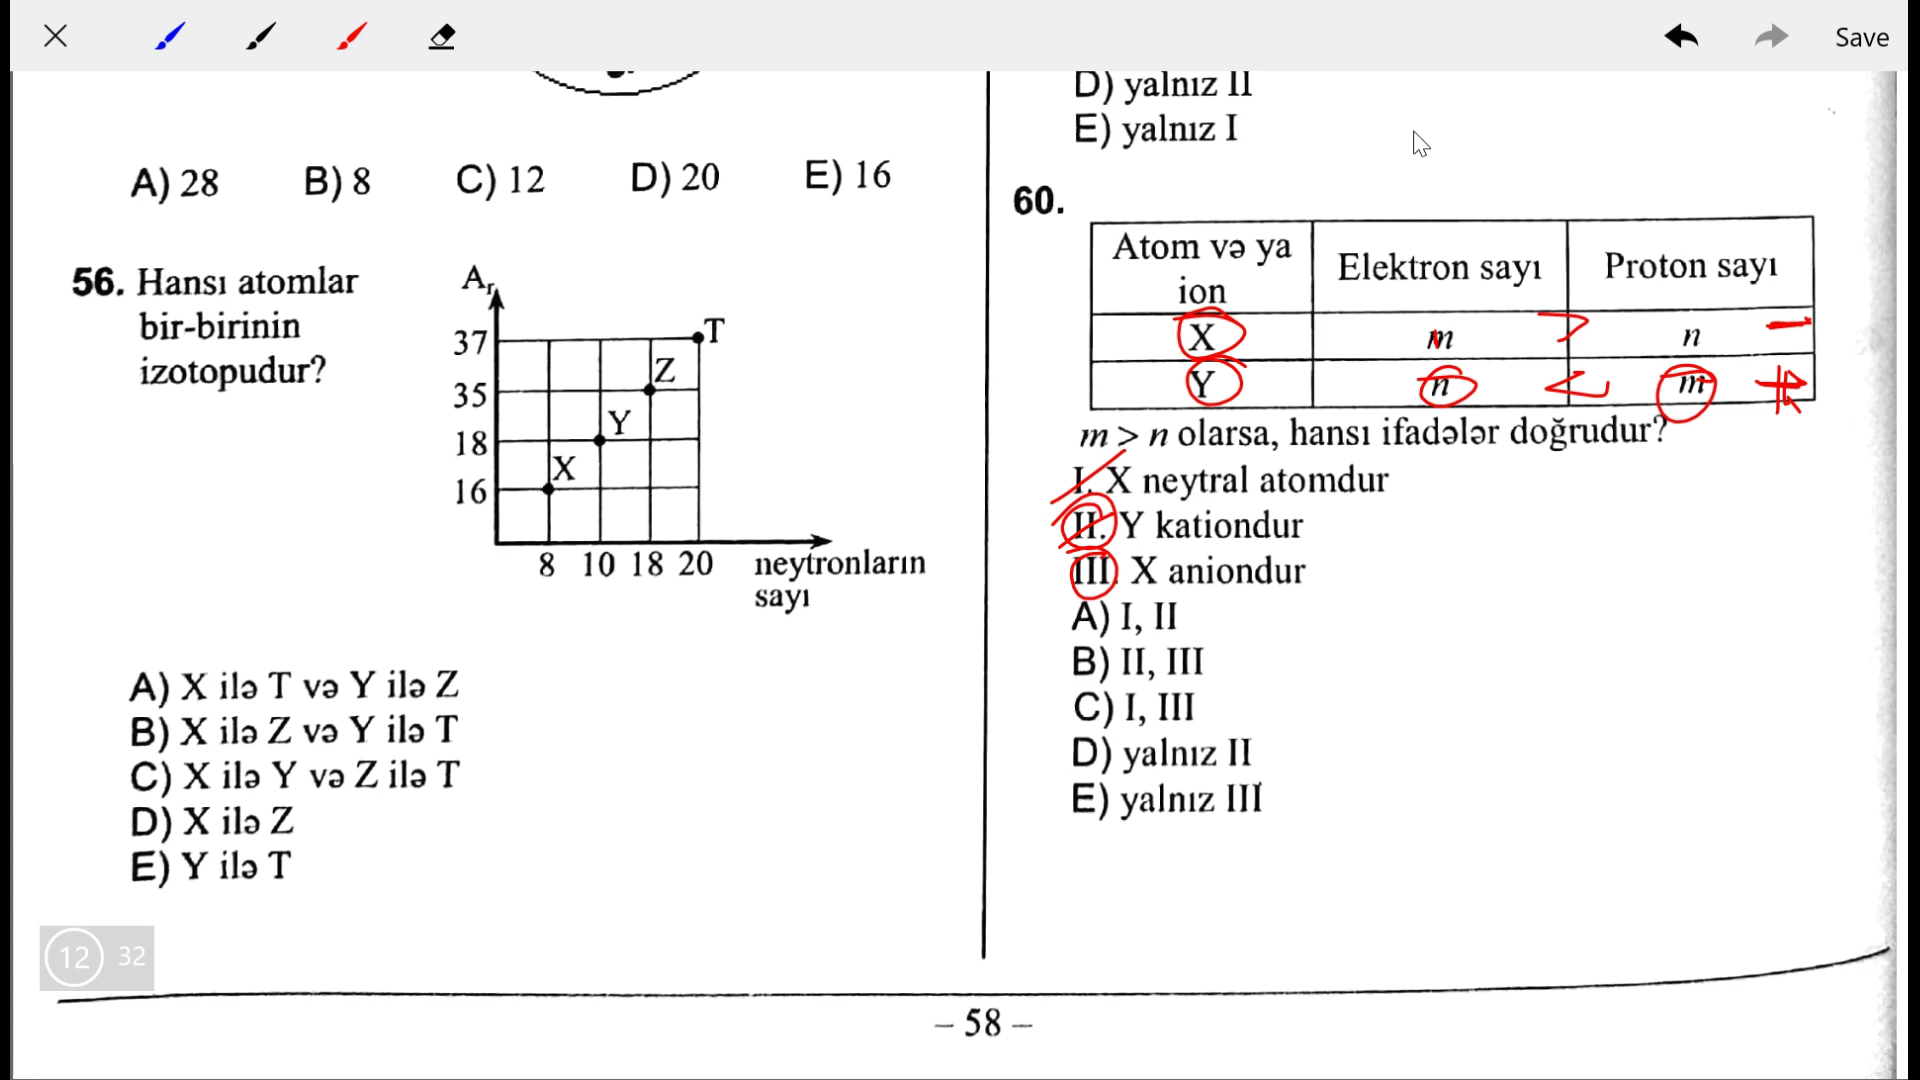 Save
A) 28 B) 8 C) 12 D) 20 E) 16
56. Hansı atomlar
bir-birinin
izotopudur?
Ar
37
35
18
16
T
Z
Y
X
8 10 18 20
neytronların
sayı
A) X ilə T və Y ilə Z
B) X ilə Z və Y ilə T
C) X ilə Y və Z ilə T
D) X ilə Z
E) Y ilə T
D) yalnız II
E) yalnız I
60.
Atom və ya
ion
Elektron sayı
Proton sayı
X m > n −
Y n < m +
m > n olarsa, hansı ifadələr doğrudur?
I. X neytral atomdur
II. Y kationdur
III. X aniondur
A) I, II
B) II, III
C) I, III
D) yalnız II
E) yalnız III
12 32
– 58 –